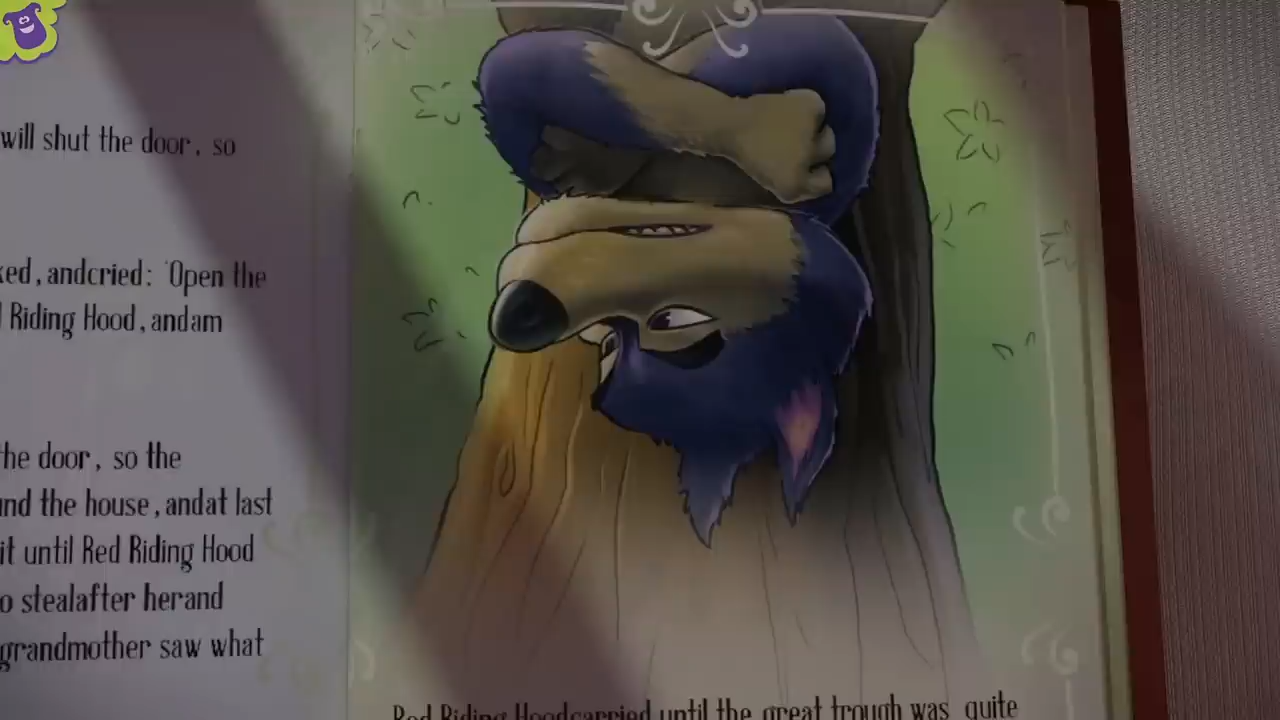 will shut the door, so
ked, andcried: 'Open the
Riding Hood, andam
the door, so the
und the house, andat last
it until Red Riding Hood
o stealafter herand
grandmother saw what
Red Riding Hoodcarried until the great trough was quite